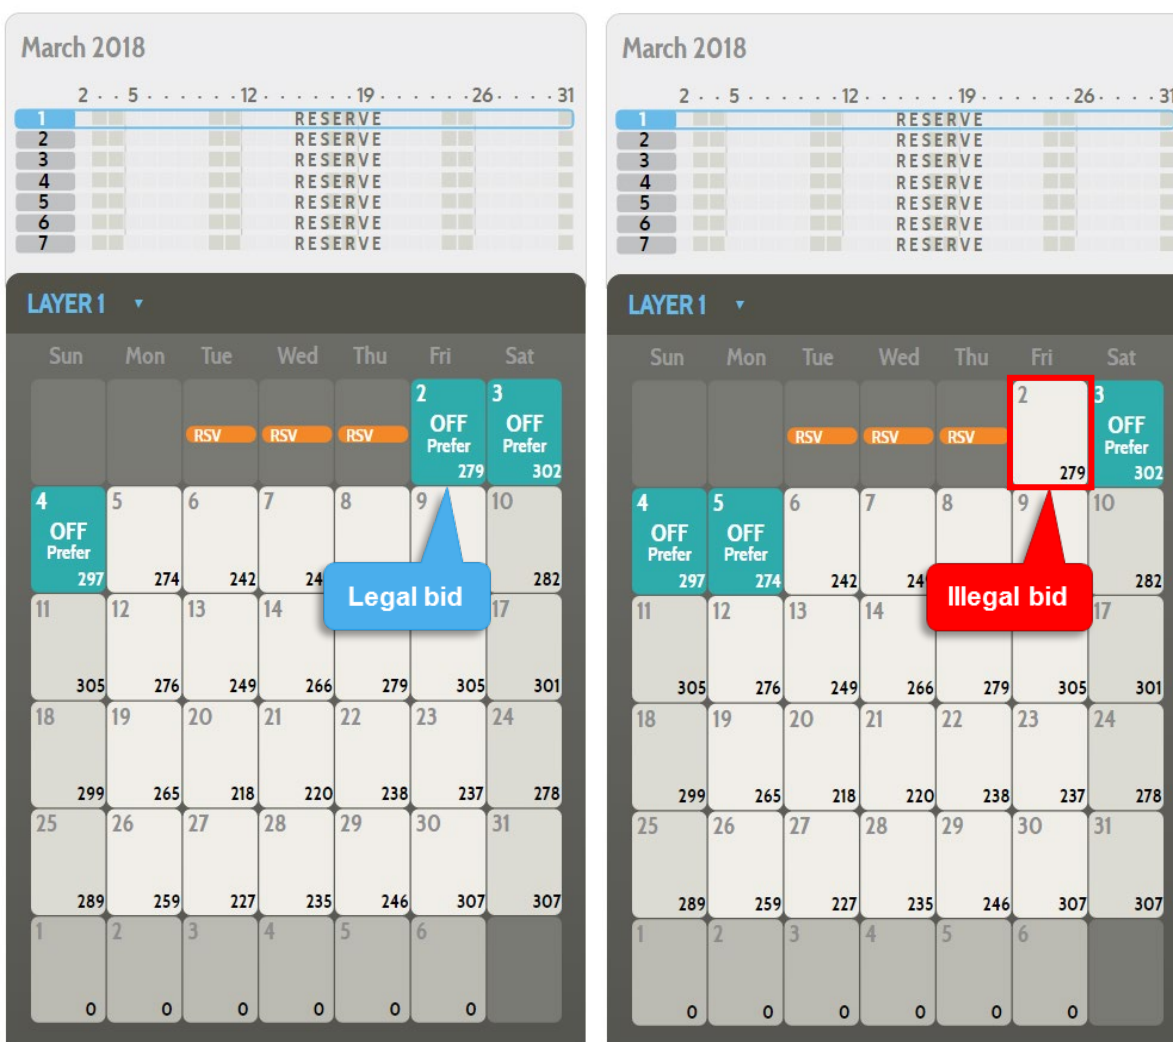 March 2018
2 · · 5 · · · · · · 12 · · · · · · 19 · · · · · · 26 · · · · 31
1 RESERVE
2 RESERVE
3 RESERVE
4 RESERVE
5 RESERVE
6 RESERVE
7 RESERVE
LAYER 1
Sun Mon Tue Wed Thu Fri Sat
2 3
RSV RSV RSV OFF OFF
Prefer Prefer
279 302
4 5 6 7 8 9 10
OFF
Prefer
297 274 242 282
Legal bid
11 12 13 14 17
305 276 249 266 279 305 301
18 19 20 21 22 23 24
299 265 218 220 238 237 278
25 26 27 28 29 30 31
289 259 227 235 246 307 307
1 2 3 4 5 6
0 0 0 0 0 0
March 2018
2 · · 5 · · · · · · 12 · · · · · · 19 · · · · · · 26 · · · · 31
1 RESERVE
2 RESERVE
3 RESERVE
4 RESERVE
5 RESERVE
6 RESERVE
7 RESERVE
LAYER 1
Sun Mon Tue Wed Thu Fri Sat
2 3
RSV RSV RSV OFF
Prefer
279 302
4 5 6 7 8 9 10
OFF OFF
Prefer Prefer
297 274 242 282
Illegal bid
11 12 13 14 17
305 276 249 266 279 305 301
18 19 20 21 22 23 24
299 265 218 220 238 237 278
25 26 27 28 29 30 31
289 259 227 235 246 307 307
1 2 3 4 5 6
0 0 0 0 0 0